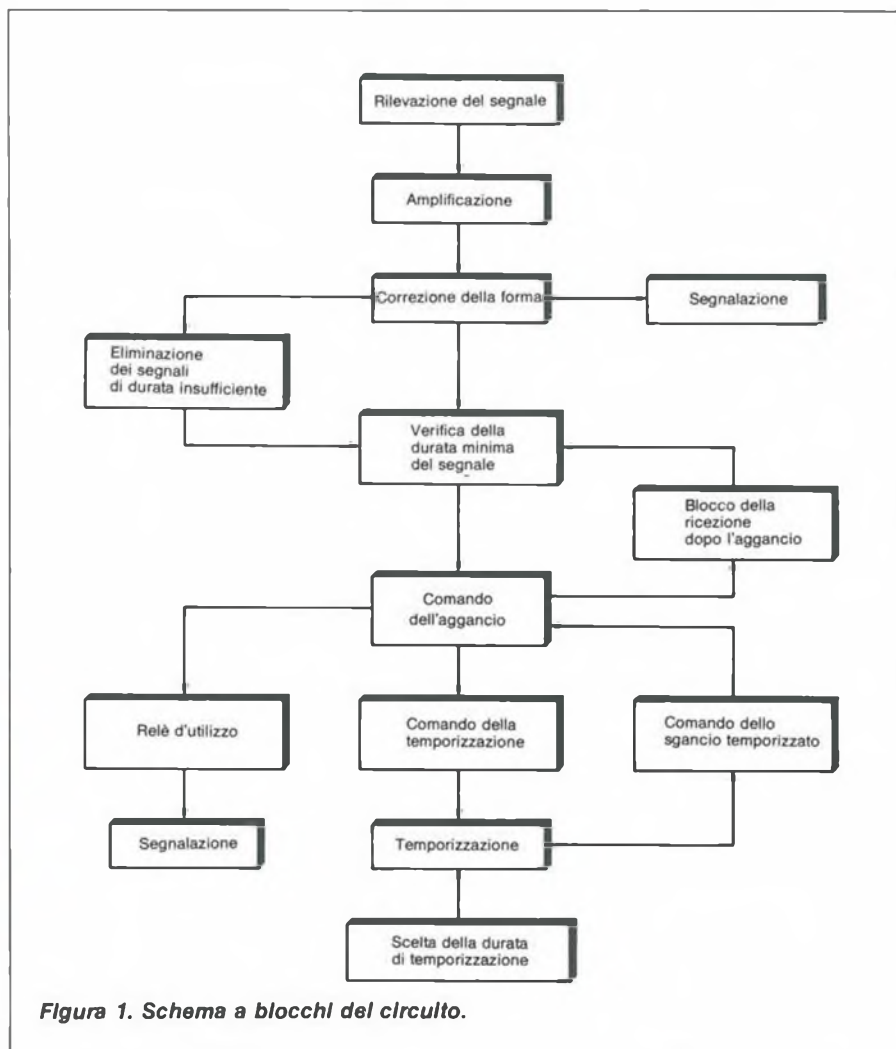 Rilevazione del segnale
Amplificazione
Correzione della forma
Segnalazione
Eliminazione
dei segnali
di durata insufficiente
Verifica della
durata minima
del segnale
Blocco della
ricezione
dopo l'aggancio
Comando
dell'aggancio
Relè d'utilizzo
Comando della
temporizzazione
Comando dello
sgancio temporizzato
Segnalazione
Temporizzazione
Scelta della durata
di temporizzazione
Figura 1. Schema a blocchi del circuito.